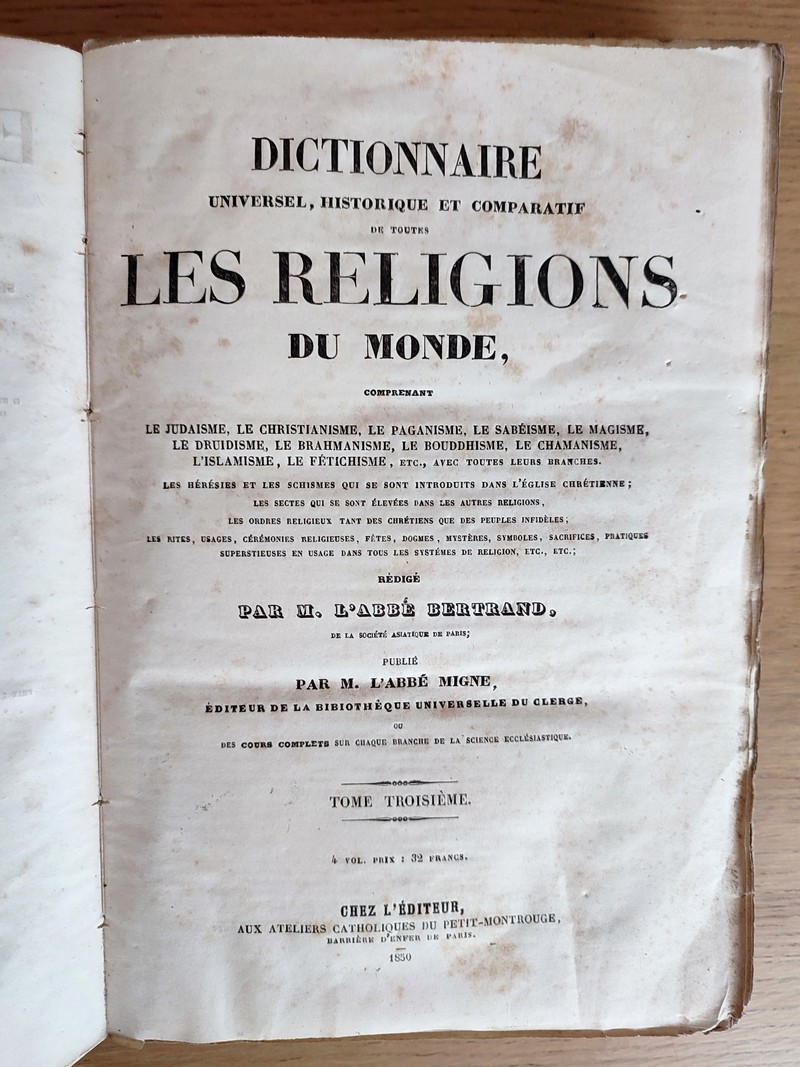 DICTIONNAIRE
UNIVERSEL, HISTORIQUE ET COMPARATIF
DE TOUTES
LES RELIGIONS
DU MONDE,
COMPRENANT
LE JUDAISME, LE CHRISTIANISME, LE PAGANISME, LE SABÉISME, LE MAGISME,
LE DRUIDISME, LE BRAHMANISME, LE BOUDDHISME, LE CHAMANISME,
L'ISLAMISME, LE FÉTICHISME, ETC., AVEC TOUTES LEURS BRANCHES.
LES HÉRÉSIES ET LES SCHISMES QUI SE SONT INTRODUITS DANS L'ÉGLISE CHRÉTIENNE;
LES SECTES QUI SE SONT ÉLEVÉES DANS LES AUTRES RELIGIONS,
LES ORDRES RELIGIEUX TANT DES CHRÉTIENS QUE DES PEUPLES INFIDÈLES;
LES RITES, USAGES, CÉRÉMONIES RELIGIEUSES, FÊTES, DOGMES, MYSTÈRES, SYMBOLES, SACRIFICES, PRATIQUES
SUPERSTIEUSES EN USAGE DANS TOUS LES SYSTÉMES DE RELIGION, ETC., ETC.;
RÉDIGÉ
PAR M. L'ABBÉ BERTRAND,
DE LA SOCIÉTÉ ASIATIQUE DE PARIS;
PUBLIÉ
PAR M. L'ABBÉ MIGNE,
ÉDITEUR DE LA BIBIOTHÈQUE UNIVERSELLE DU CLERGE,
OU
DES COURS COMPLETS SUR CHAQUE BRANCHE DE LA SCIENCE ECCLÉSIASTIQUE.
TOME TROISIÈME.
4 VOL. PRIX : 32 FRANCS.
CHEZ L'ÉDITEUR,
AUX ATELIERS CATHOLIQUES DU PETIT-MONTROUGE,
BARRIÈRE D'ENFER DE PARIS.
1850